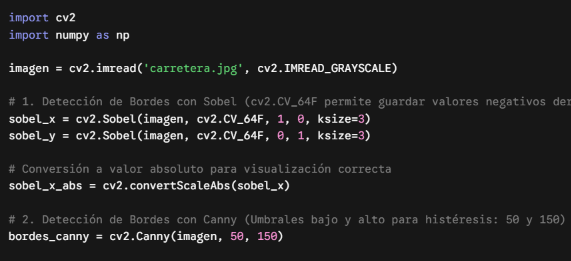 import cv2
import numpy as np
imagen = cv2.imread('carretera.jpg', cv2.IMREAD_GRAYSCALE)
# 1. Detección de Bordes con Sobel (cv2.CV_64F permite guardar valores negativos der
sobel_x = cv2.Sobel(imagen, cv2.CV_64F, 1, 0, ksize=3)
sobel_y = cv2.Sobel(imagen, cv2.CV_64F, 0, 1, ksize=3)
# Conversión a valor absoluto para visualización correcta
sobel_x_abs = cv2.convertScaleAbs(sobel_x)
# 2. Detección de Bordes con Canny (Umbrales bajo y alto para histéresis: 50 y 150)
bordes_canny = cv2.Canny(imagen, 50, 150)